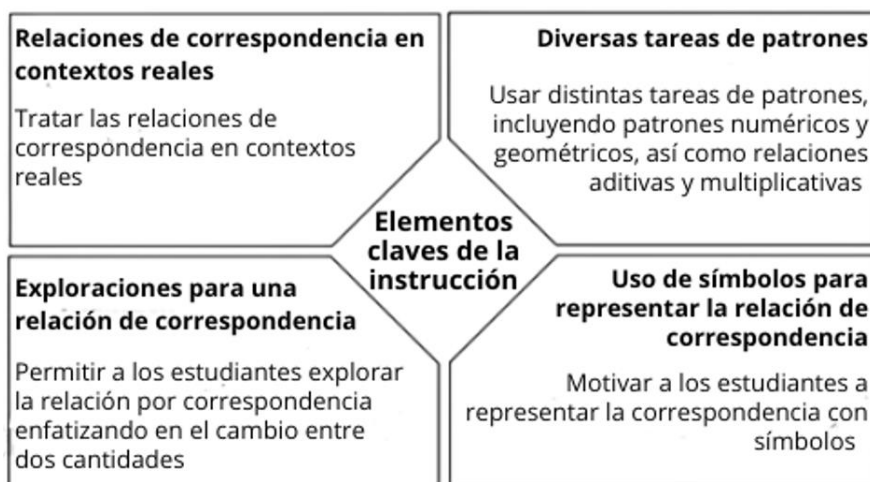 Relaciones de correspondencia en
contextos reales
Tratar las relaciones de
correspondencia en contextos
reales
Diversas tareas de patrones
Usar distintas tareas de patrones,
incluyendo patrones numéricos y
geométricos, así como relaciones
aditivas y multiplicativas
Elementos
claves de la
instrucción
Exploraciones para una
relación de correspondencia
Permitir a los estudiantes explorar
la relación por correspondencia
enfatizando en el cambio entre
dos cantidades
Uso de símbolos para
representar la relación de
correspondencia
Motivar a los estudiantes a
representar la correspondencia con
símbolos